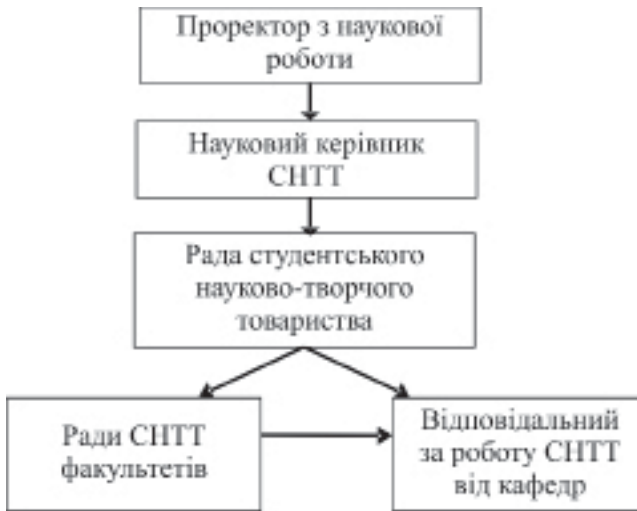 Проректор з наукової
роботи
Науковий керівник
СНТТ
Рада студентського
науково-творчого
товариства
Ради СНТТ
факультетів
Відповідальний
за роботу СНТТ
від кафедр